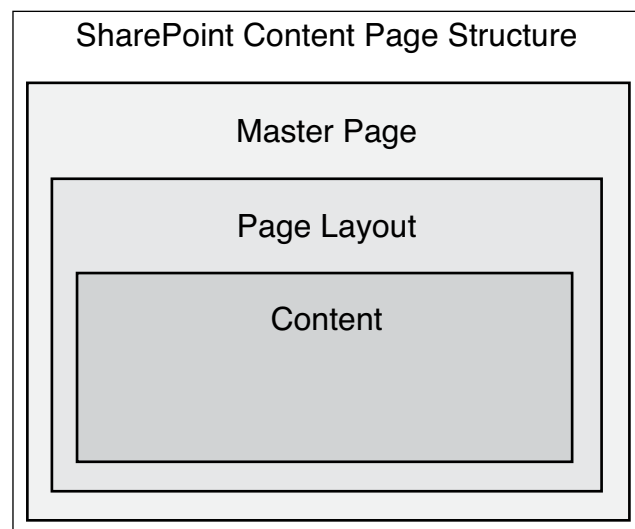 SharePoint Content Page Structure
Master Page
Page Layout
Content